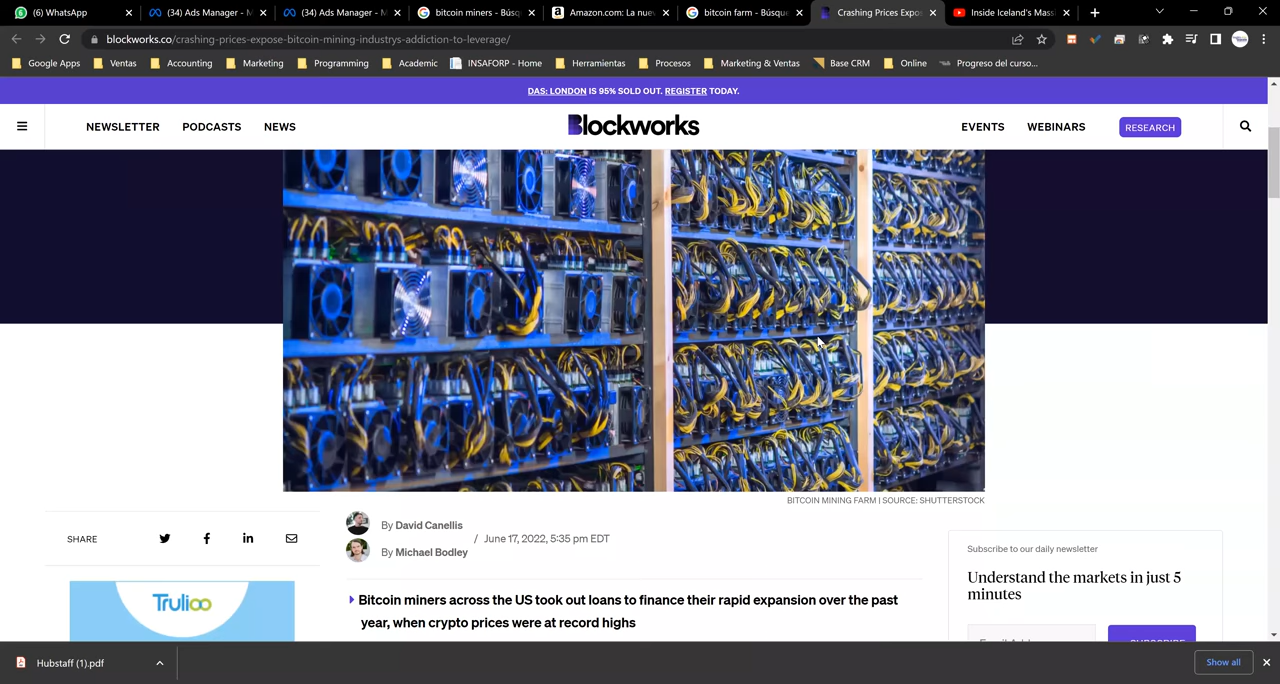 (6) WhatsApp
(34) Ads Manager - M
(34) Ads Manager - M
bitcoin miners - Búsq
Amazon.com: La nuev
bitcoin farm - Búsque
Crashing Prices Expo
Inside Iceland's Mass
blockworks.co/crashing-prices-expose-bitcoin-mining-industrys-addiction-to-leverage/
Google Apps Ventas Accounting Marketing Programming Academic INSAFORP - Home Herramientas Procesos Marketing & Ventas Base CRM Online Progreso del curso...
DAS: LONDON IS 95% SOLD OUT. REGISTER TODAY.
NEWSLETTER PODCASTS NEWS Blockworks EVENTS WEBINARS RESEARCH
BITCOIN MINING FARM | SOURCE: SHUTTERSTOCK
SHARE
By David Canellis
/ June 17, 2022, 5:35 pm EDT
By Michael Bodley
Trulioo
Bitcoin miners across the US took out loans to finance their rapid expansion over the past
year, when crypto prices were at record highs
Subscribe to our daily newsletter
Understand the markets in just 5
minutes
Hubstaff (1).pdf
Show all